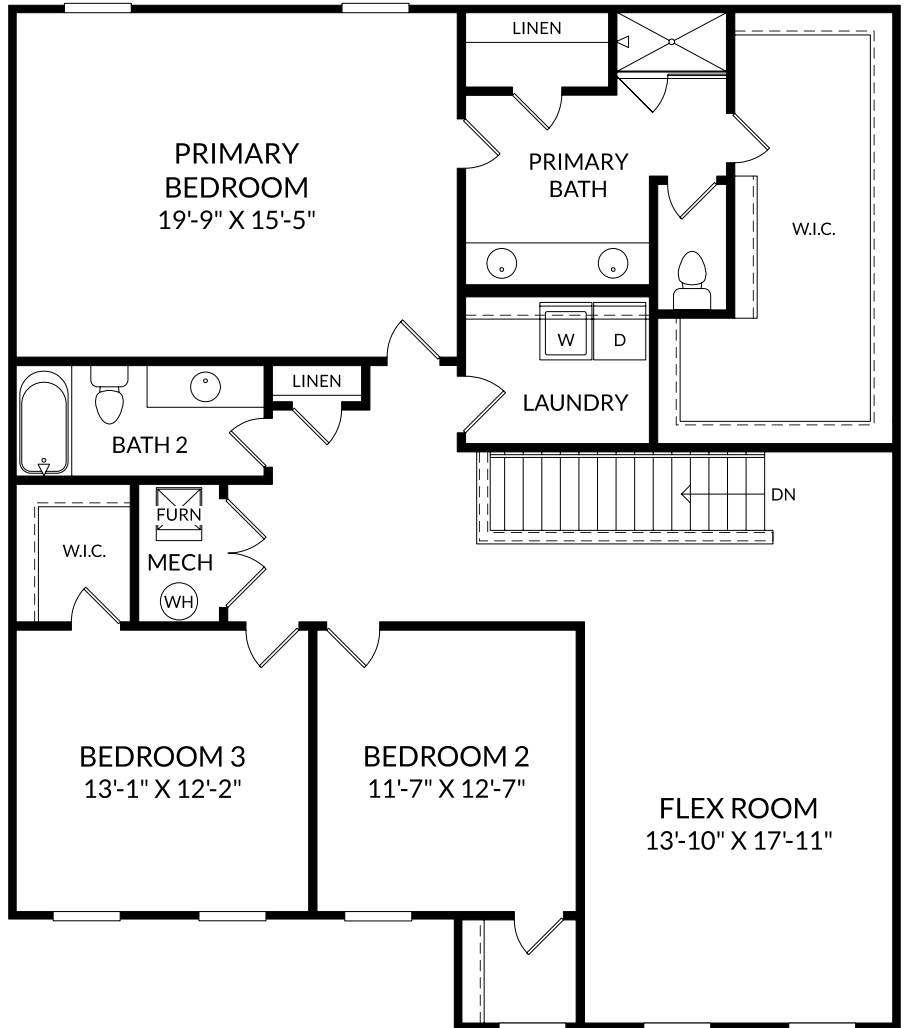 LINEN
PRIMARY
BEDROOM
19'-9" X 15'-5"
PRIMARY
BATH
W.I.C.
W
D
LINEN
LAUNDRY
BATH 2
DN
FURN
W.I.C.
MECH
WH
BEDROOM 3
13'-1" X 12'-2"
BEDROOM 2
11'-7" X 12'-7"
FLEX ROOM
13'-10" X 17'-11"